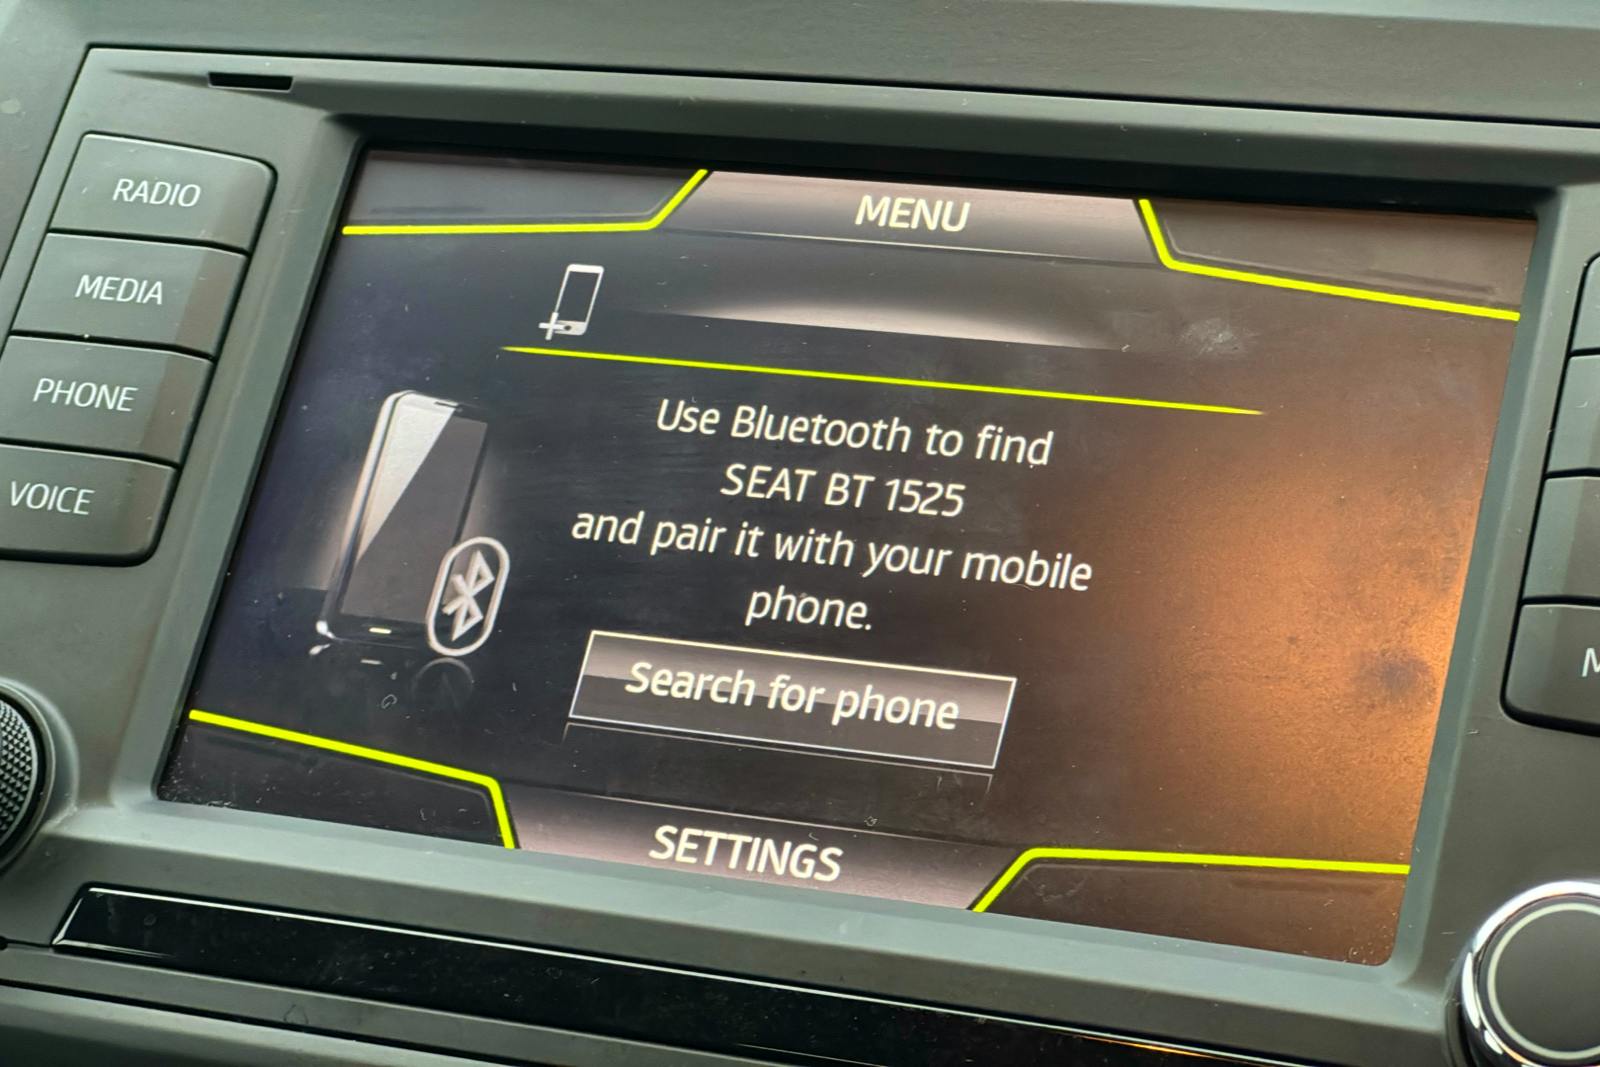 RADIO
MEDIA
PHONE
VOICE
MENU
Use Bluetooth to find
SEAT BT 1525
and pair it with your mobile
phone.
Search for phone
SETTINGS